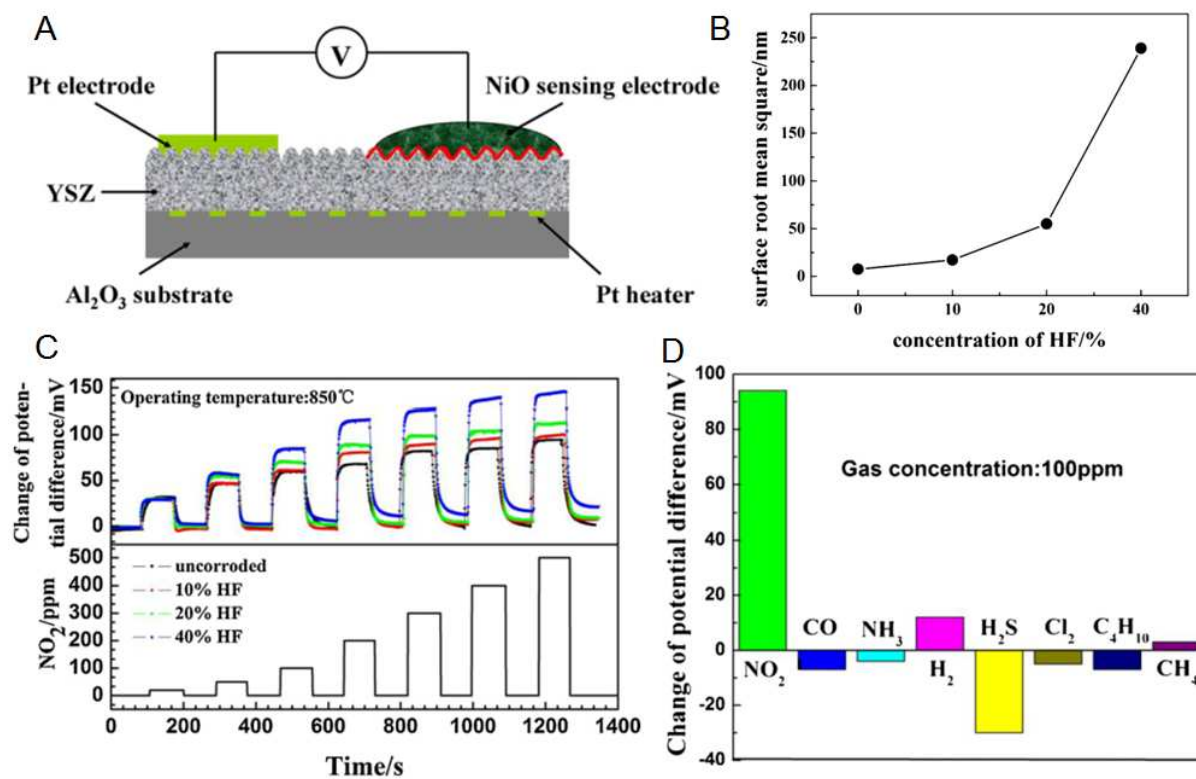 A
V
Pt electrode
NiO sensing electrode
YSZ
Al₂O₃ substrate
Pt heater
B
surface root mean square/nm
250
200
150
100
50
0
0 10 20 40
concentration of HF/%
C
Change of poten-
tial difference/mV
150
100
50
0
Operating temperature:850℃
NO₂/ppm
500
400
300
200
100
0
uncorroded
10% HF
20% HF
40% HF
0 200 400 600 800 1000 1200 1400
Time/s
D
Change of potential difference/mV
100
80
60
40
20
0
-20
-40
Gas concentration:100ppm
CO NH₃ H₂S Cl₂ C₄H₁₀
NO₂ H₂ CH₄